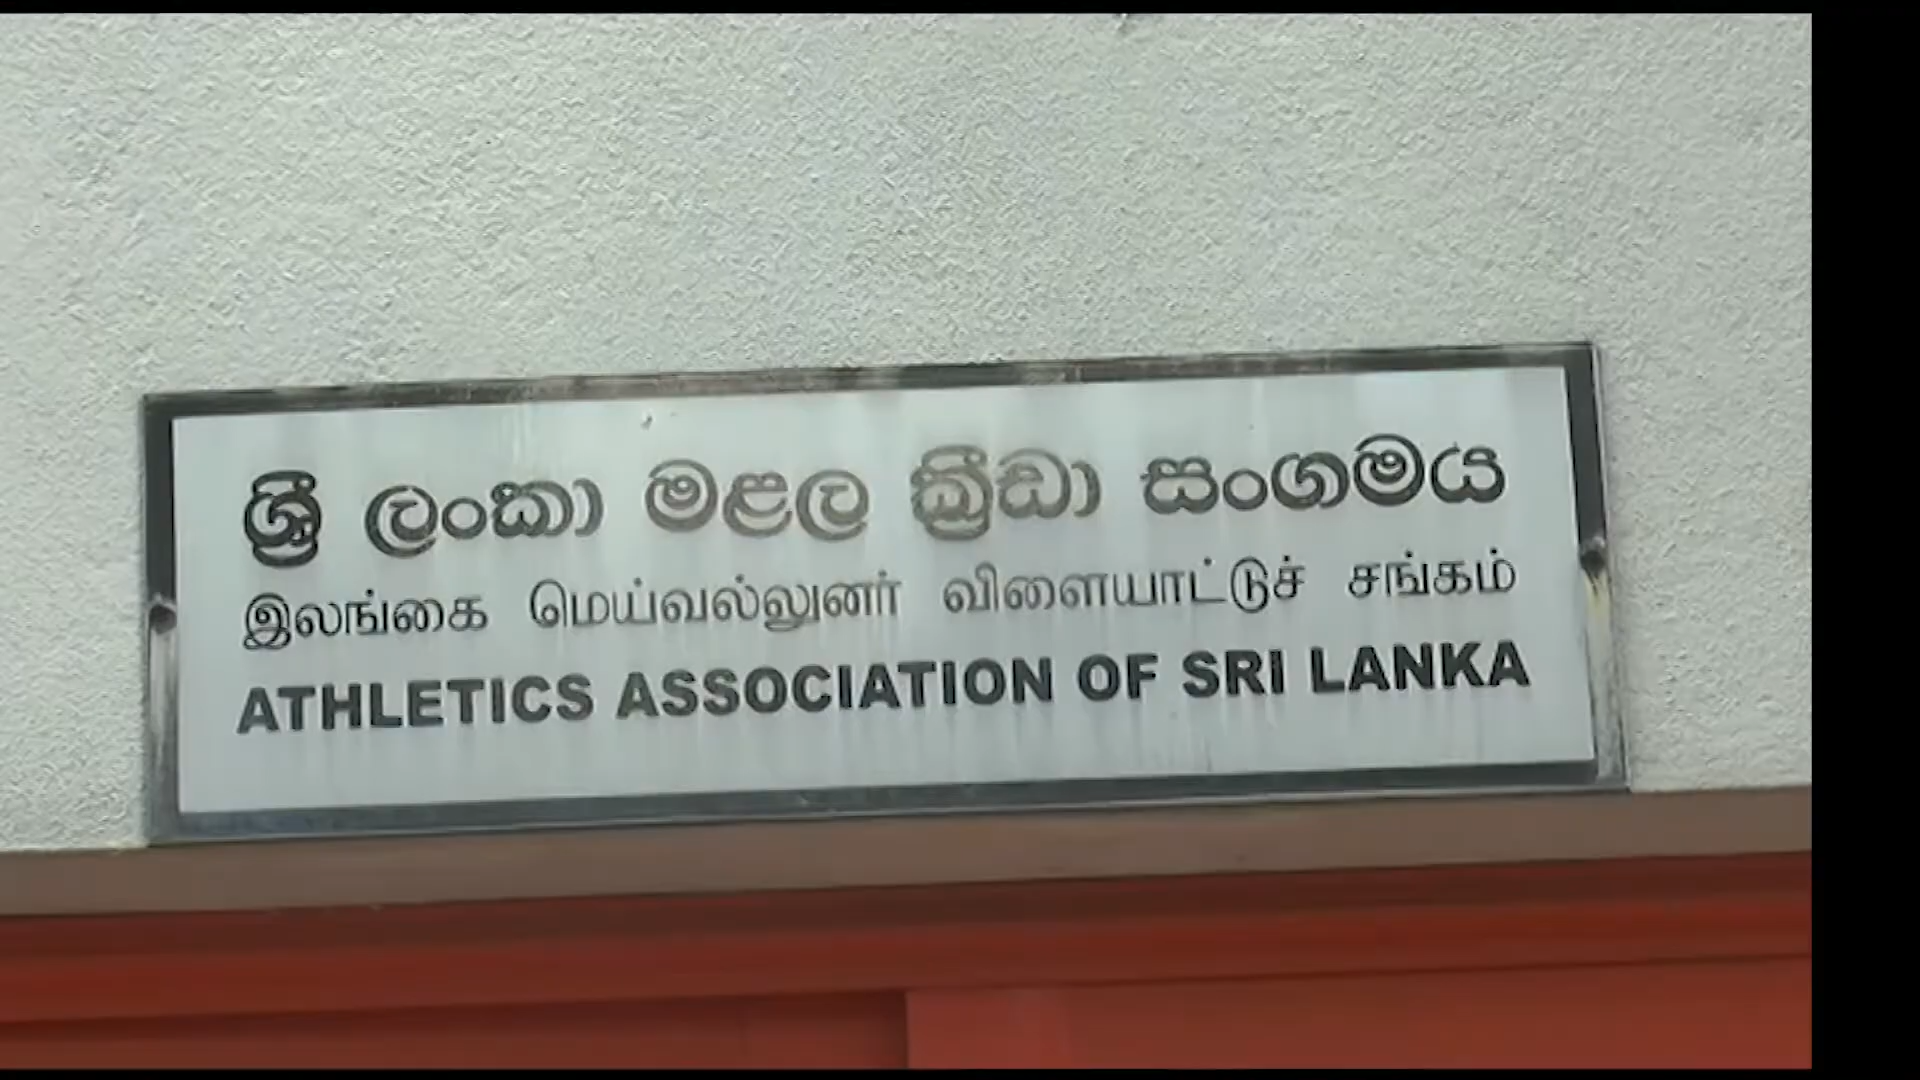 ශ්‍රී ලංකා මළල ක්‍රීඩා සංගමය
இலங்கை மெய்வல்லுனர் விளையாட்டுச் சங்கம்
ATHLETICS ASSOCIATION OF SRI LANKA